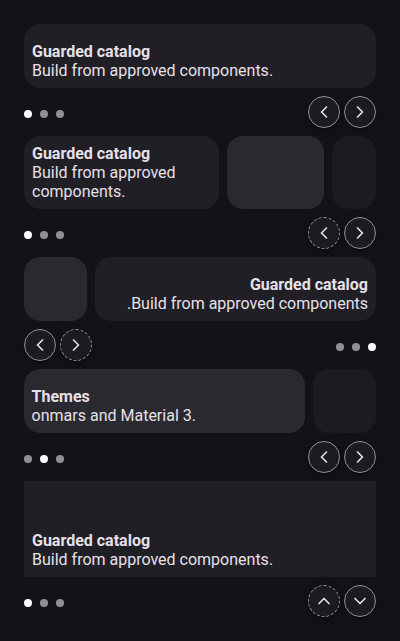 Guarded catalog
Build from approved components.
Guarded catalog
Build from approved
components.
Guarded catalog
.Build from approved components
Themes
onmars and Material 3.
Guarded catalog
Build from approved components.